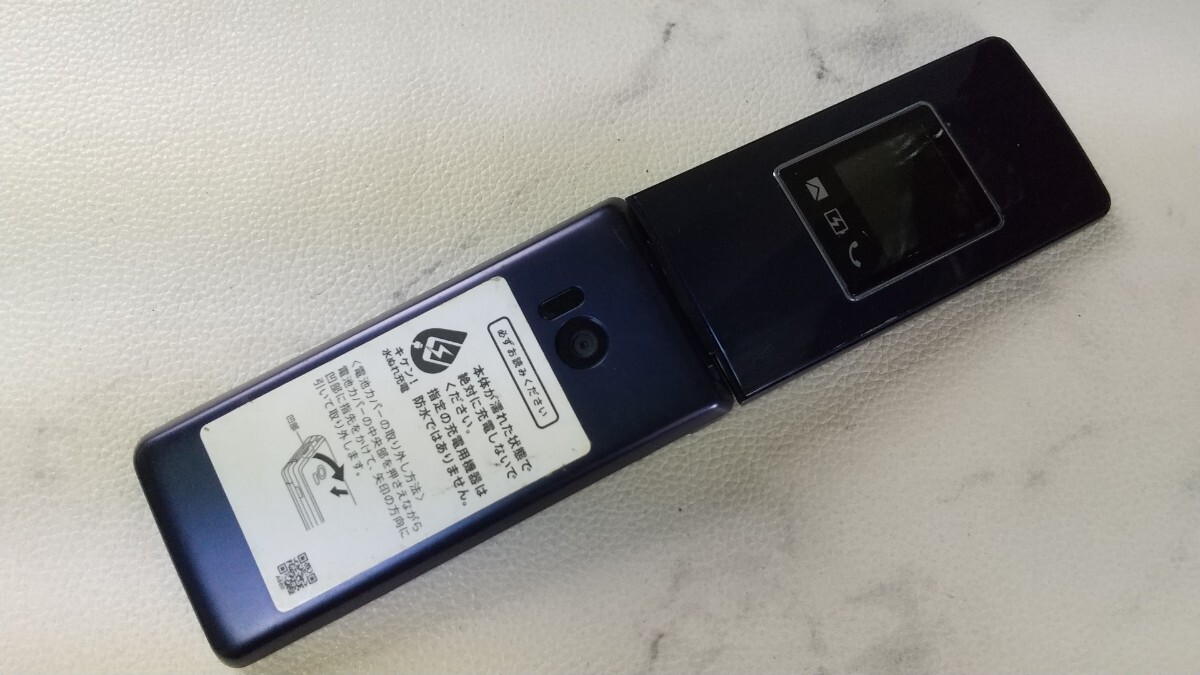 必ずお読みください
本体が濡れた状態で
絶対に充電しないで
ください。
指定の充電用機器は
防水ではありません。
キケン!
水ぬれ充電
〈電池カバーの取り外し方法〉
電池カバーの中央部を押さえながら
凹部に指先をかけて、矢印の方向に
引いて取り外します。
凹部